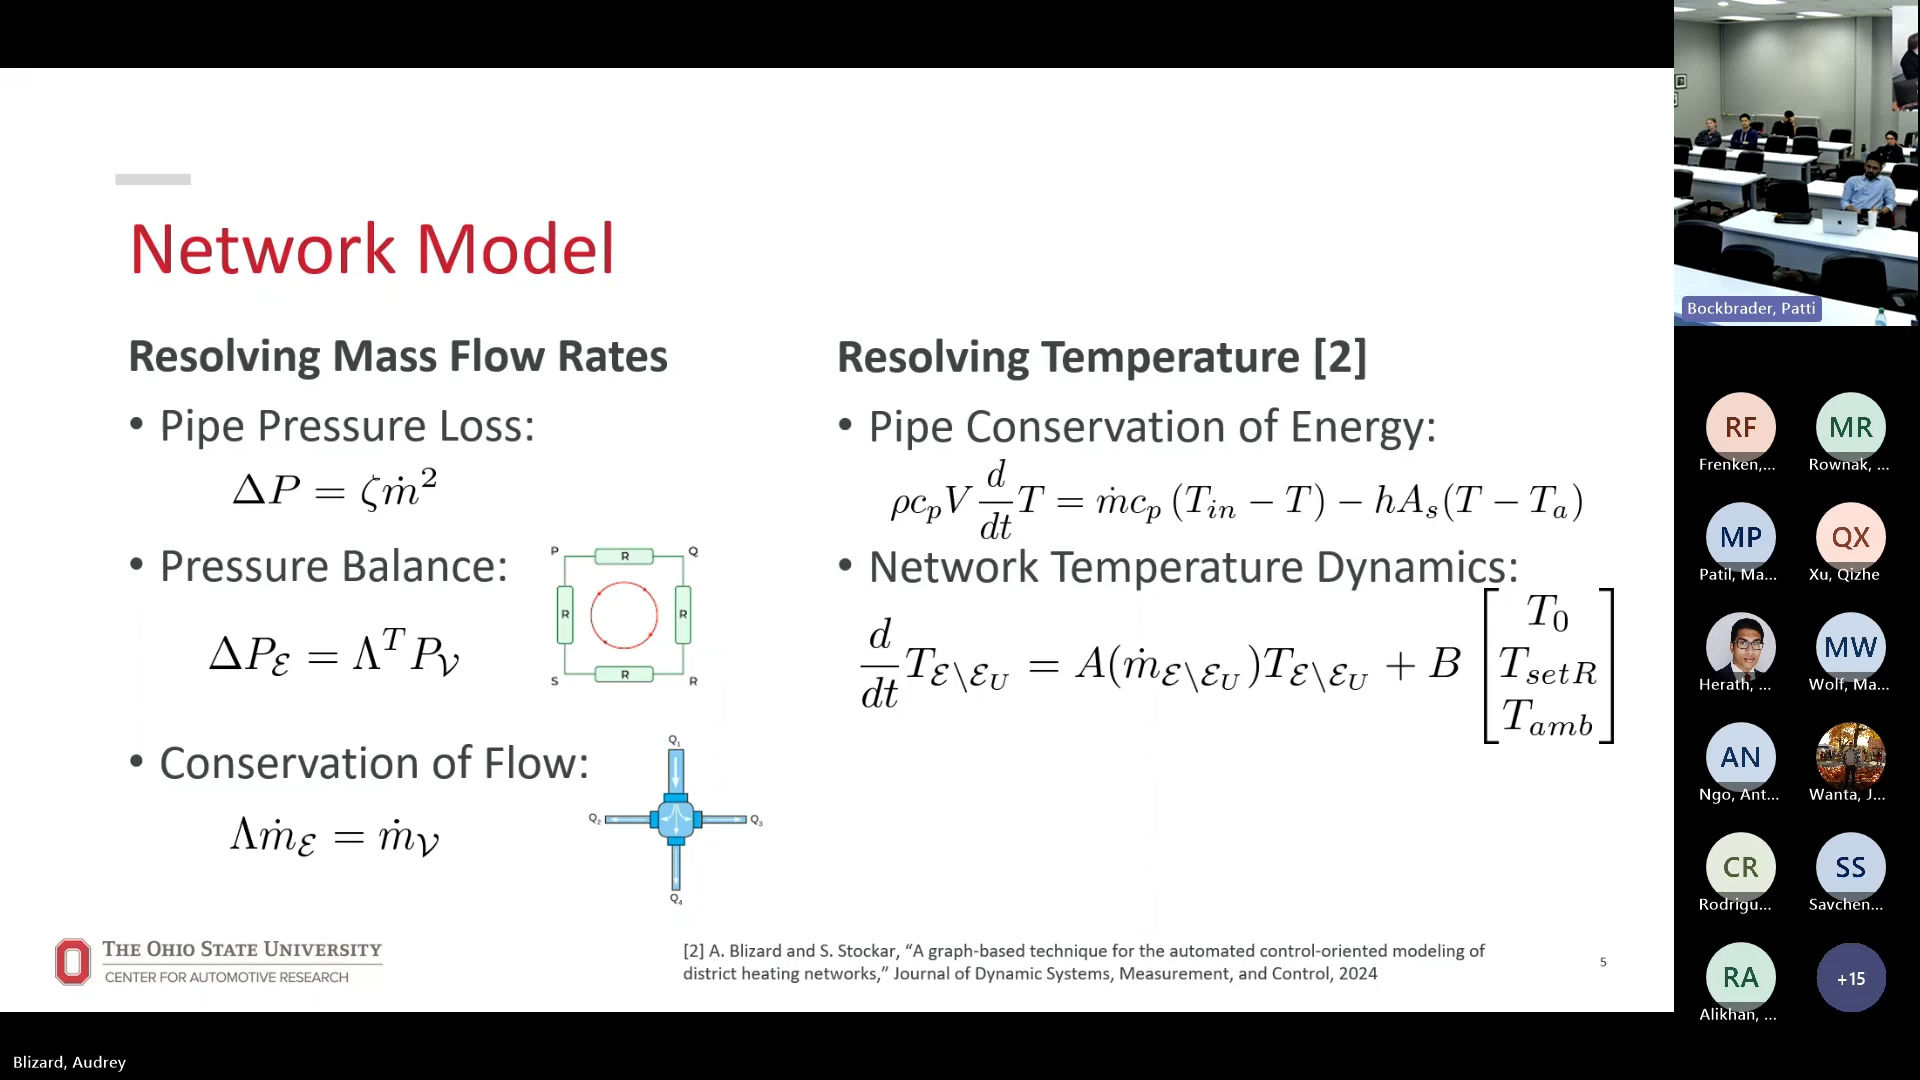 Network Model
Resolving Mass Flow Rates
• Pipe Pressure Loss:
ΔP = ζṁ²
• Pressure Balance:
P
R
Q
R
R
S
R
R
ΔP_ℰ = Λ^T P_𝒱
• Conservation of Flow:
Q₁
Q₂
Q₃
Q₄
Λṁ_ℰ = ṁ_𝒱
Resolving Temperature [2]
• Pipe Conservation of Energy:
ρc_pV d/dt T = ṁc_p (T_in − T) − hA_s(T − T_a)
• Network Temperature Dynamics:
d/dt T_ℰ\ℰ_U = A(ṁ_ℰ\ℰ_U)T_ℰ\ℰ_U + B [T_0 T_setR T_amb]
THE OHIO STATE UNIVERSITY
CENTER FOR AUTOMOTIVE RESEARCH
[2] A. Blizard and S. Stockar, “A graph-based technique for the automated control-oriented modeling of
district heating networks,” Journal of Dynamic Systems, Measurement, and Control, 2024
5
Blizard, Audrey
Bockbrader, Patti
RF
Frenken,...
MR
Rownak, ...
MP
Patil, Ma...
QX
Xu, Qizhe
Herath, ...
MW
Wolf, Ma...
AN
Ngo, Ant...
Wanta, J...
CR
Rodrigu...
SS
Savchen...
RA
Alikhan, ...
+15